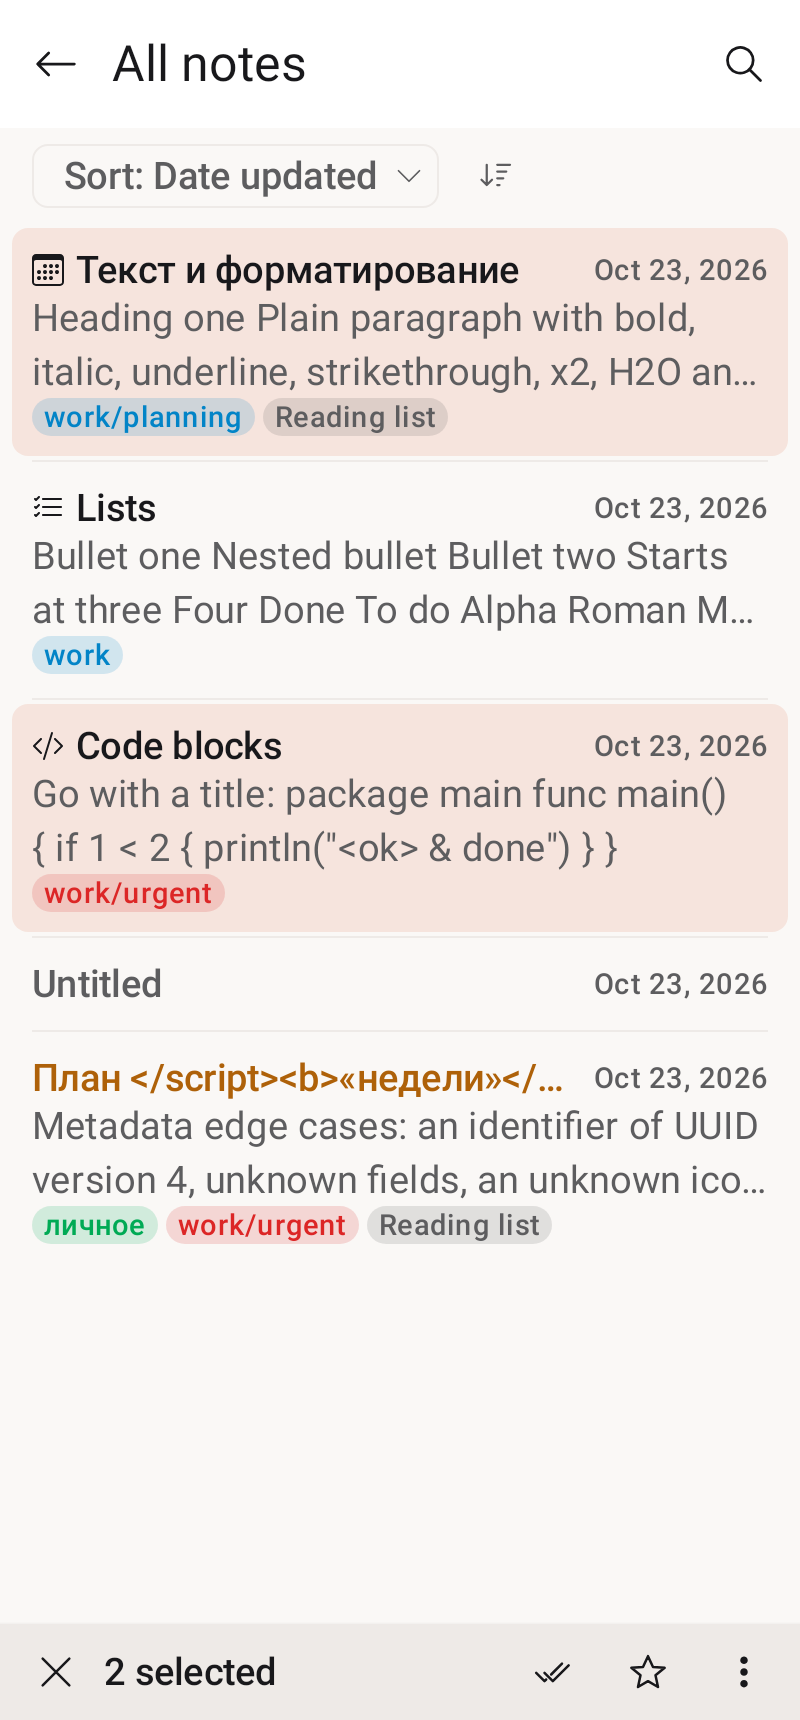 All notes
Sort: Date updated
Текст и форматирование Oct 23, 2026
Heading one Plain paragraph with bold,
italic, underline, strikethrough, x2, H2O an…
work/planning Reading list
Lists Oct 23, 2026
Bullet one Nested bullet Bullet two Starts
at three Four Done To do Alpha Roman M…
work
Code blocks Oct 23, 2026
Go with a title: package main func main()
{ if 1 < 2 { println("<ok> & done") } }
work/urgent
Untitled Oct 23, 2026
План </script><b>«недели»</… Oct 23, 2026
Metadata edge cases: an identifier of UUID
version 4, unknown fields, an unknown ico…
личное work/urgent Reading list
2 selected